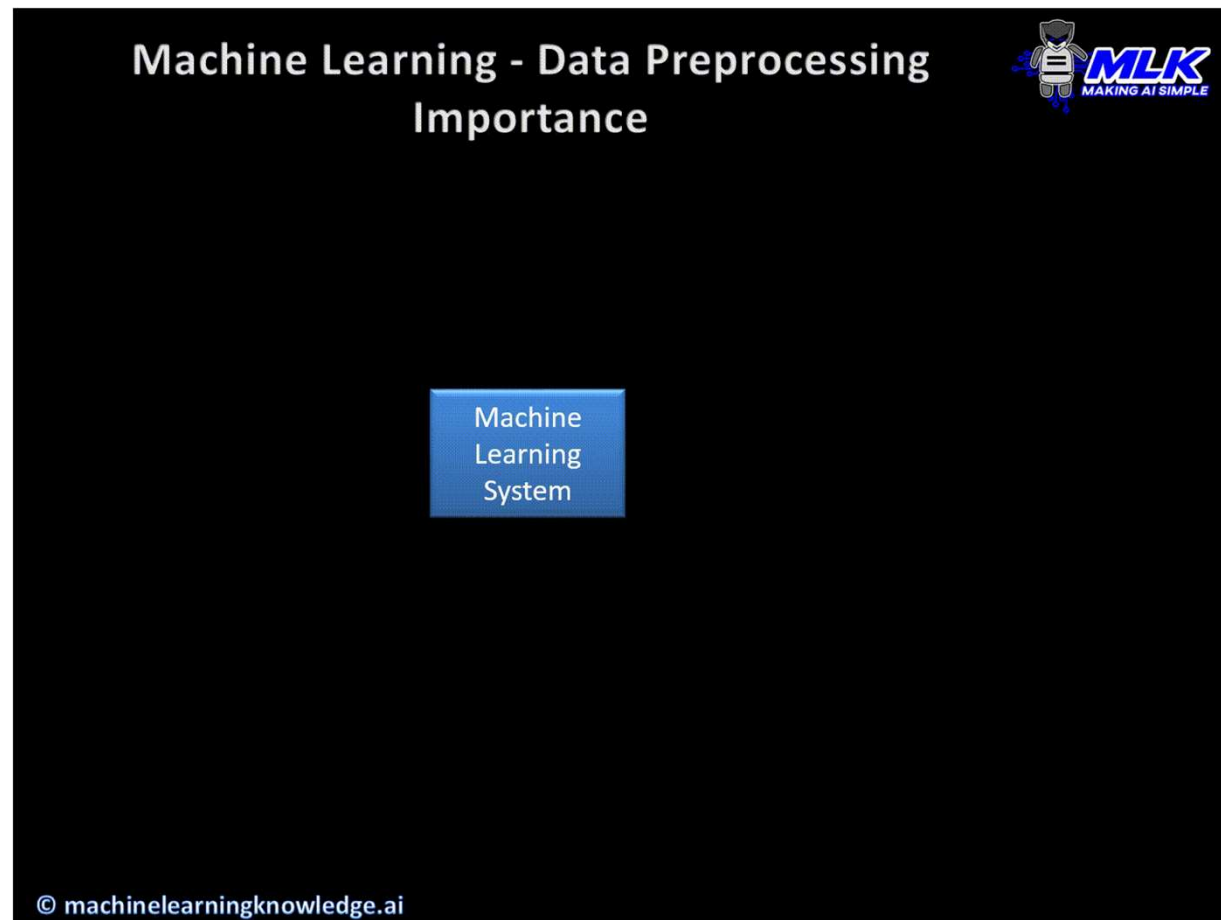 Machine Learning - Data Preprocessing
Importance
MLK
MAKING AI SIMPLE
Machine
Learning
System
© machinelearningknowledge.ai